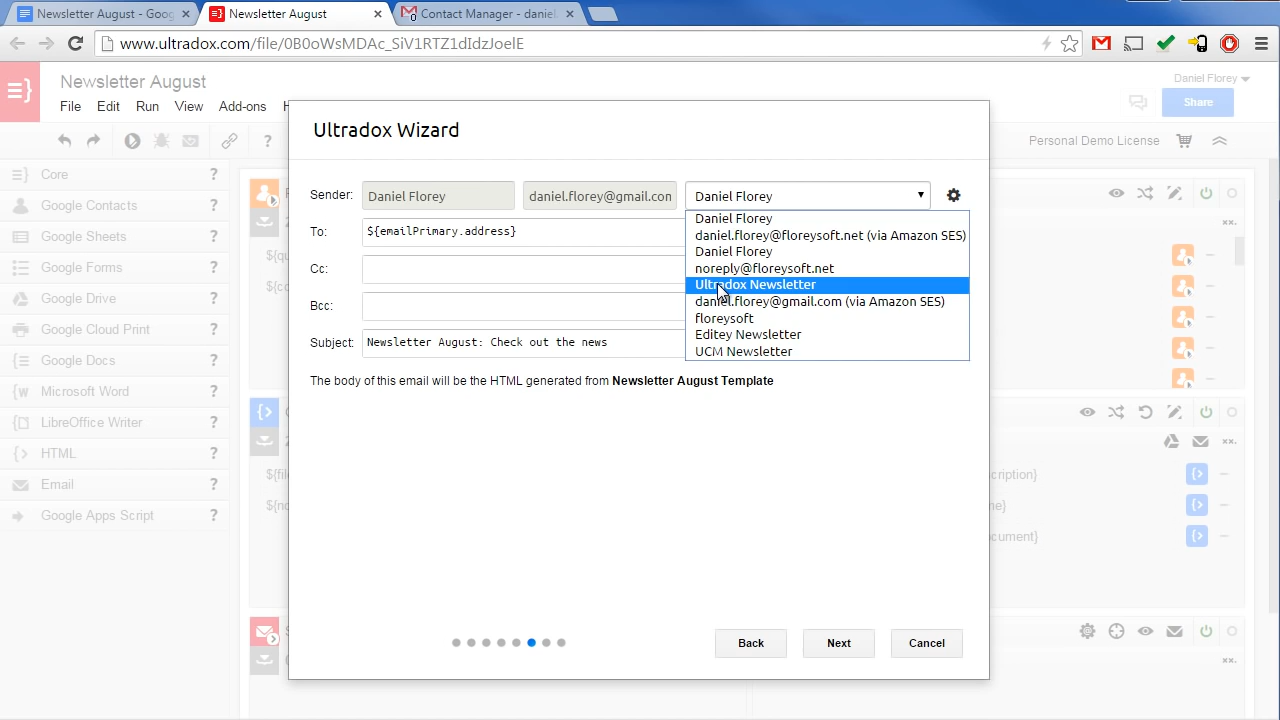 Newsletter August - Goog
Newsletter August
Contact Manager - daniel.
www.ultradox.com/file/0B0oWsMDAc_SiV1RTZ1dIdzJoelE
Newsletter August
Daniel Florey
File Edit Run View Add-ons H
Share
Personal Demo License
Ultradox Wizard
Core ?
Google Contacts ?
Google Sheets ?
Google Forms ?
Google Drive ?
Google Cloud Print ?
Google Docs ?
Microsoft Word ?
LibreOffice Writer ?
HTML ?
Email ?
Google Apps Script ?
Sender: Daniel Florey daniel.florey@gmail.com Daniel Florey
To: ${emailPrimary.address}
Cc:
Bcc:
Subject: Newsletter August: Check out the news
Daniel Florey
daniel.florey@floreysoft.net (via Amazon SES)
Daniel Florey
noreply@floreysoft.net
Ultradox Newsletter
daniel.florey@gmail.com (via Amazon SES)
floreysoft
Editey Newsletter
UCM Newsletter
The body of this email will be the HTML generated from Newsletter August Template
${fil
${no
cription}
e}
cument}
Back Next Cancel